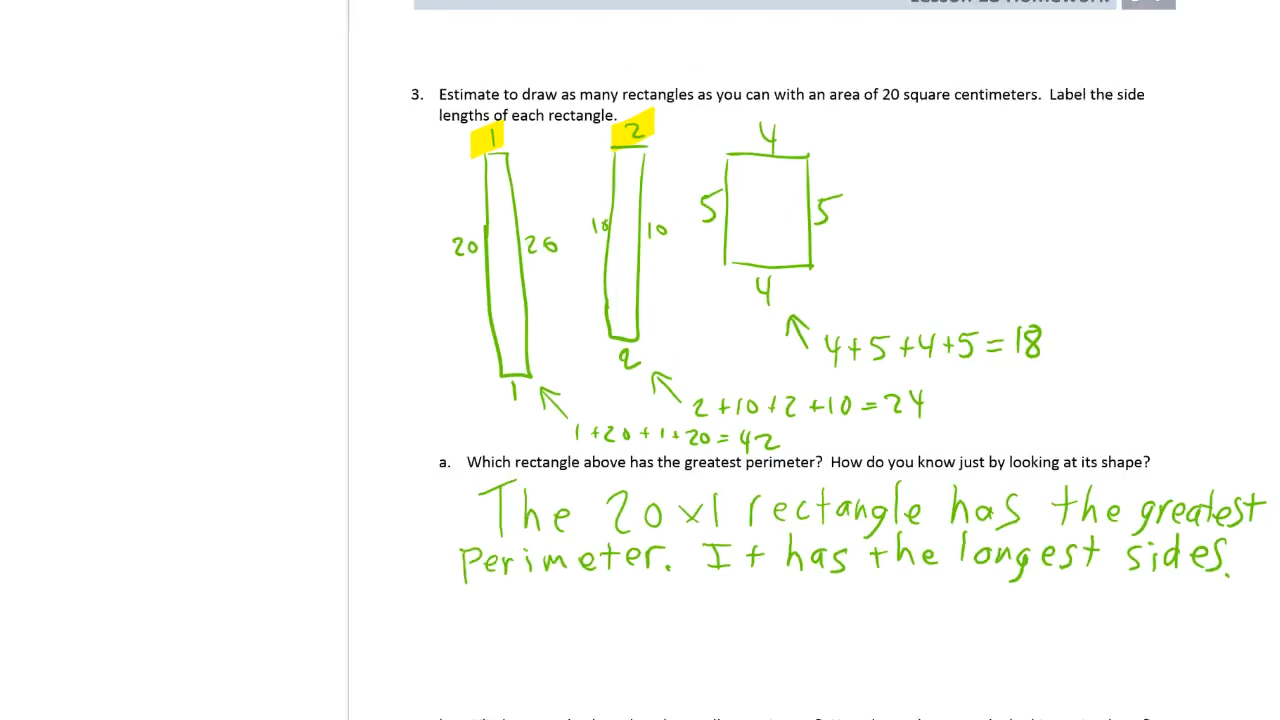 3. Estimate to draw as many rectangles as you can with an area of 20 square centimeters. Label the side
lengths of each rectangle.
1 2 4
20 20 10 10 5 5
1 2 4
4+5+4+5=18
2+10+2+10=24
1+20+1+20=42
a. Which rectangle above has the greatest perimeter? How do you know just by looking at its shape?
The 20x1 rectangle has the greatest
perimeter. It has the longest sides.